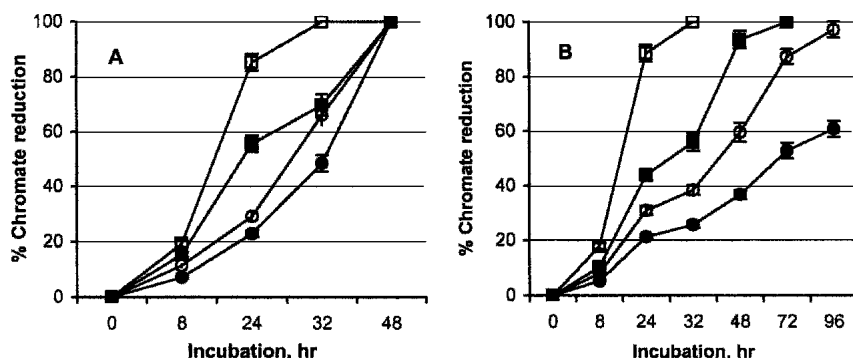 A
% Chromate reduction
100
80
60
40
20
0
0 8 24 32 48
Incubation, hr
B
% Chromate reduction
100
80
60
40
20
0
0 8 24 32 48 72 96
Incubation, hr